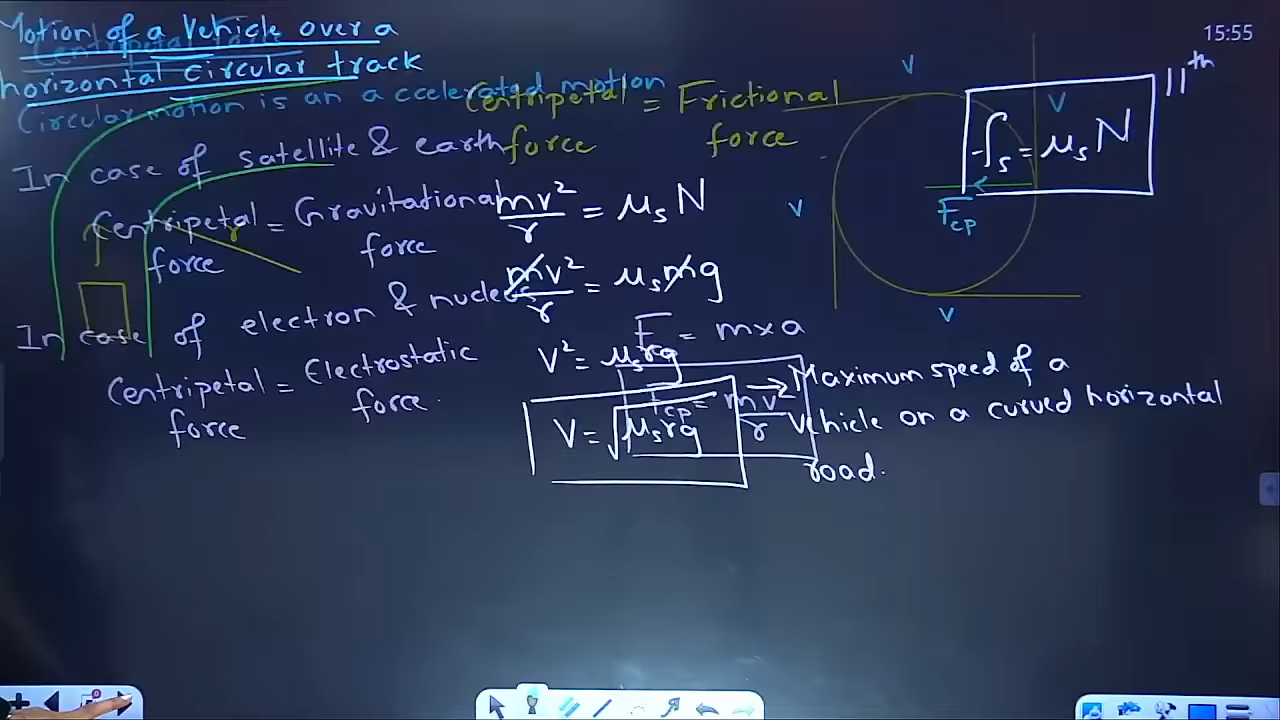 Motion of a Vehicle over a
horizontal circular track
15:55
11th
Centripetal force
Circular motion is an accelerated motion
Centripetal = Frictional
force force
V
V
fs = μs N
In case of satellite & earth
Centripetal = Gravitational
force force
mv²/r = μs N
V
Fcp
mv²/r = μs mg
In case of electron & nucleus
F = m x a
V
V² = μs rg
Centripetal = Electrostatic
force force.
Fcp = mv²/r
V = √μs rg
→ Maximum speed of a
Vehicle on a curved horizontal
road.